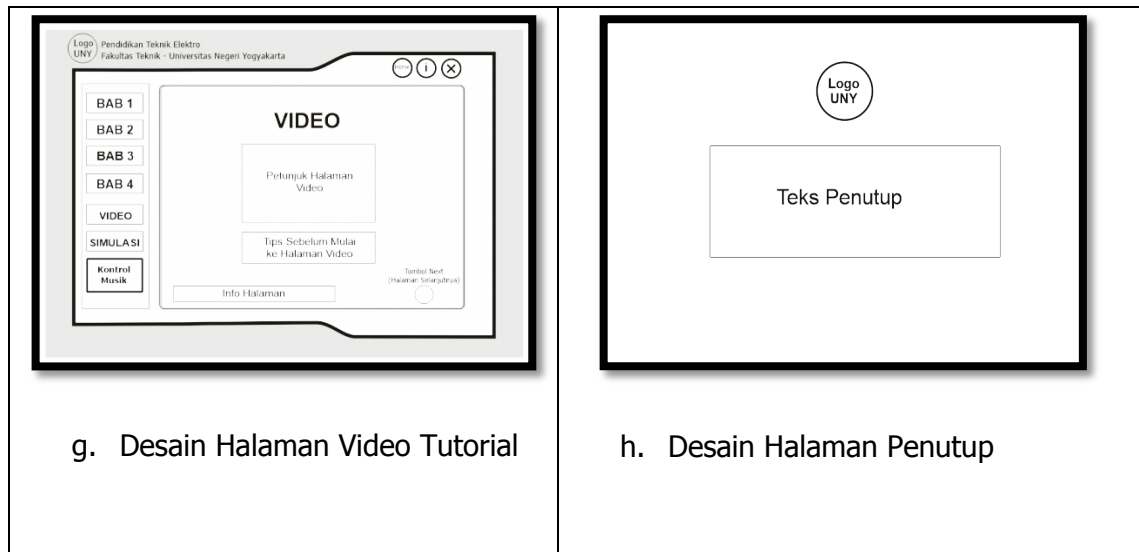 Logo
UNY
Pendidikan Teknik Elektro
Fakultas Teknik - Universitas Negeri Yogyakarta
i
X
BAB 1
BAB 2
BAB 3
BAB 4
VIDEO
SIMULASI
Kontrol
Musik
VIDEO
Petunjuk Halaman
Video
Tips Sebelum Mulai
ke Halaman Video
Info Halaman
Tombol Next
(Halaman Selanjutnya)
g. Desain Halaman Video Tutorial
Logo
UNY
Teks Penutup
h. Desain Halaman Penutup